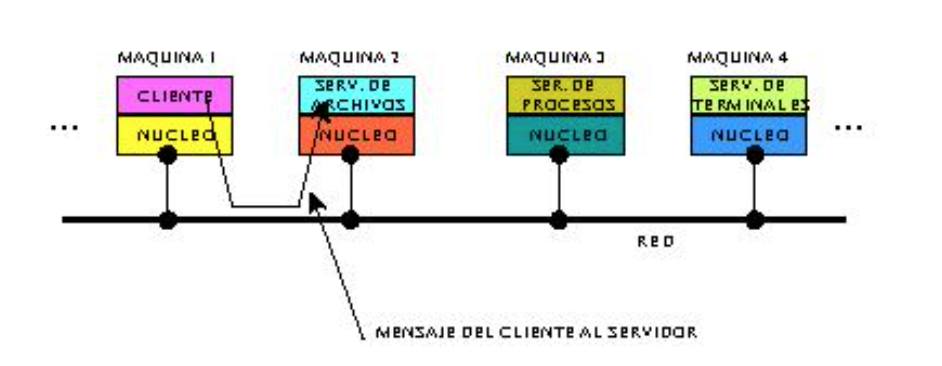 MAQUINA 1 MAQUINA 2 MAQUINA 3 MAQUINA 4
CLIENTE
NUCLEO
SERV. DE
ARCHIVOS
NUCLEO
SER. DE
PROCESOS
NUCLEO
SERV. DE
TERMINALES
NUCLEO
... ...
RED
MENSAJE DEL CLIENTE AL SERVIDOR